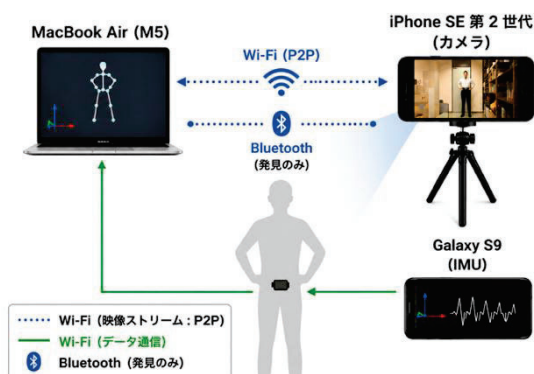 MacBook Air (M5)
Wi-Fi (P2P)
Bluetooth
(発見のみ)
iPhone SE 第 2 世代
(カメラ)
Galaxy S9
(IMU)
Wi-Fi (映像ストリーム : P2P)
Wi-Fi (データ通信)
Bluetooth (発見のみ)